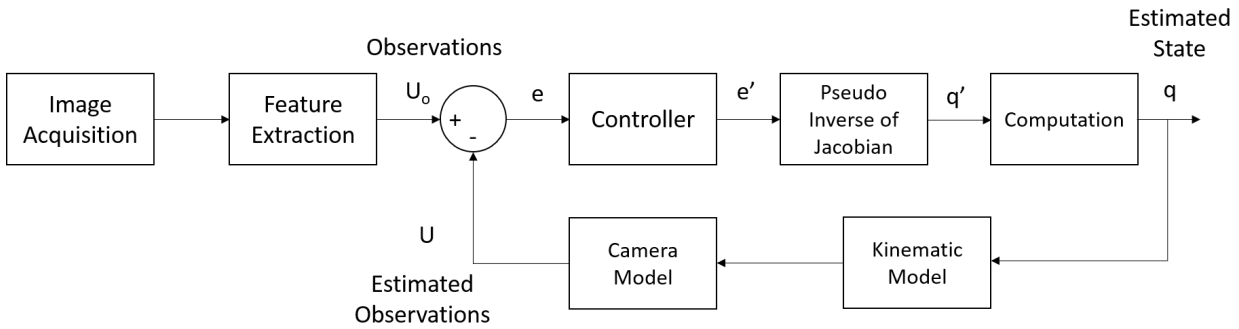 Estimated
State
Observations
Image
Acquisition
Feature
Extraction
Uo
+
-
e
Controller
e’
Pseudo
Inverse of
Jacobian
q’
Computation
q
U
Estimated
Observations
Camera
Model
Kinematic
Model